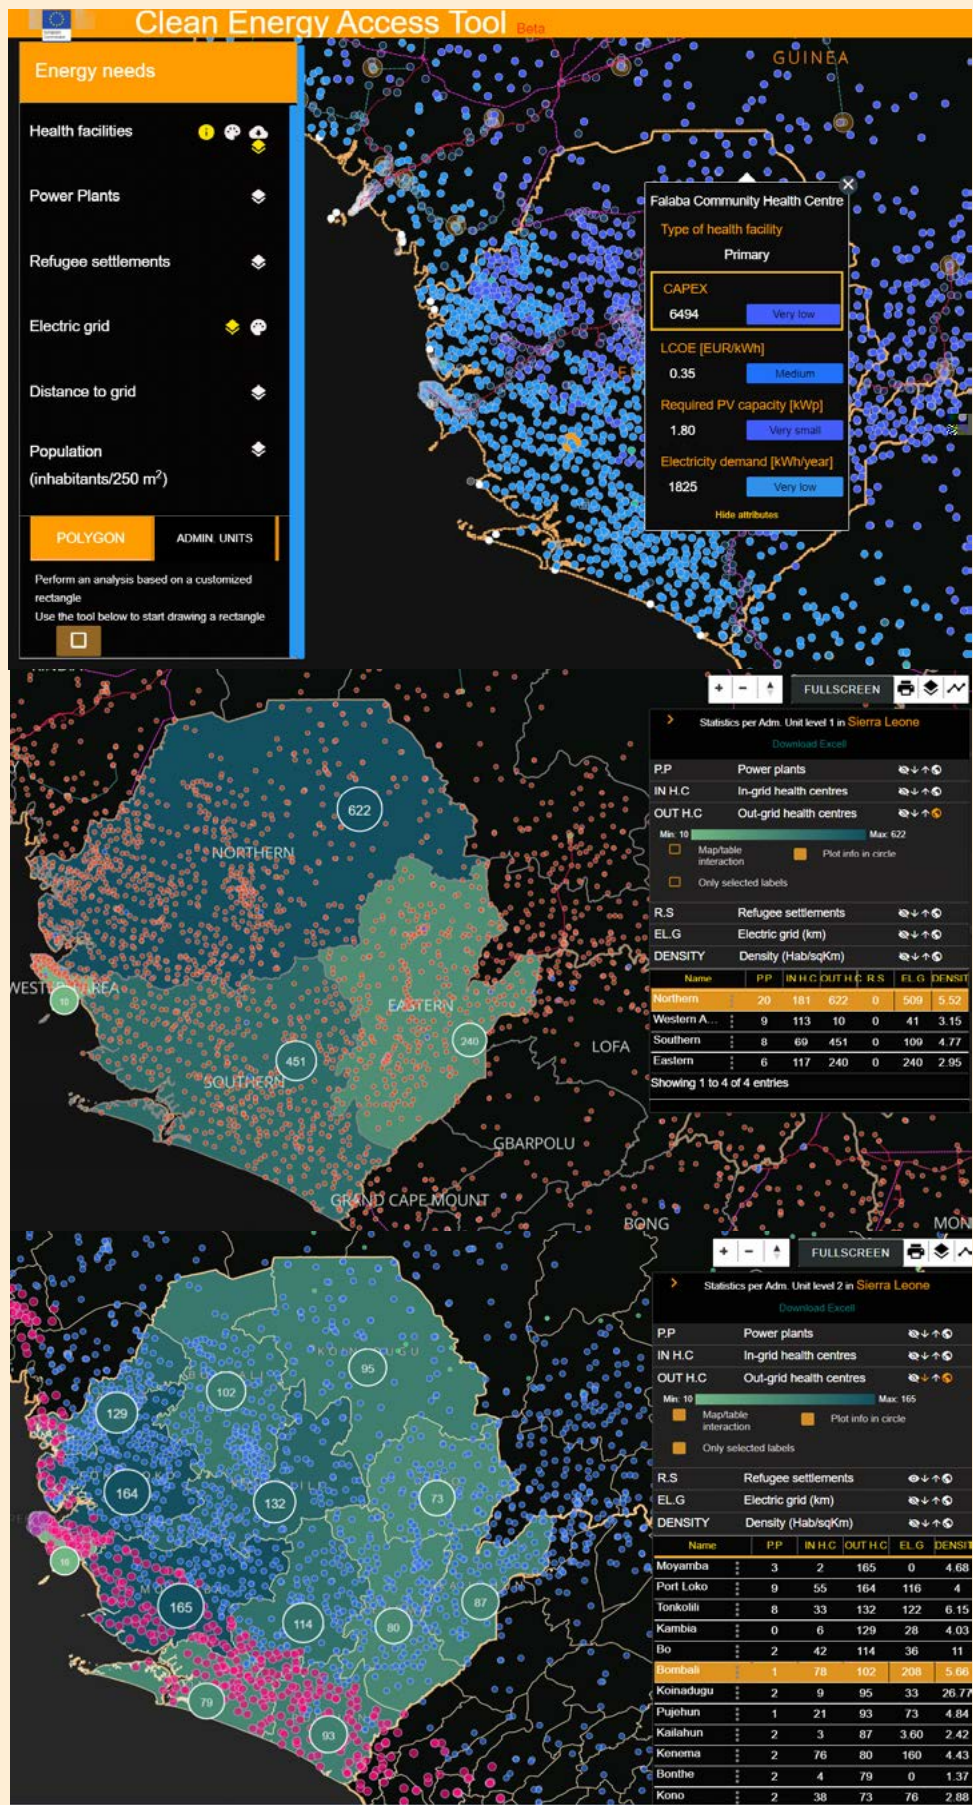 Clean Energy Access Tool Beta
Energy needs
Health facilities
Power Plants
Refugee settlements
Electric grid
Distance to grid
Population
(inhabitants/250 m²)
POLYGON ADMIN. UNITS
Perform an analysis based on a customized
rectangle
Use the tool below to start drawing a rectangle
GUINEA
Falaba Community Health Centre
Type of health facility
Primary
CAPEX
6494 Very low
LCOE [EUR/kWh]
0.35 Medium
Required PV capacity [kWp]
1.80 Very small
Electricity demand [kWh/year]
1825 Very low
Hide attributes
+ − FULLSCREEN
Statistics per Adm. Unit level 1 in Sierra Leone
Download Excell
P.P Power plants
IN H.C In-grid health centres
OUT H.C Out-grid health centres
Min: 10 Max: 622
Map/table
interaction
Plot info in circle
Only selected labels
R.S Refugee settlements
EL.G Electric grid (km)
DENSITY Density (Hab/sqKm)
Name P.P IN H.C OUT H.C R.S EL.G DENSIT
Northern 20 181 622 0 509 5.52
Western A... 9 113 10 0 41 3.15
Southern 8 69 451 0 109 4.77
Eastern 6 117 240 0 240 2.95
Showing 1 to 4 of 4 entries
622
NORTHERN
10
EASTERN
240
451
SOUTHERN
LOFA
GBARPOLU
GRAND CAPE MOUNT
BONG
MON
+ − FULLSCREEN
Statistics per Adm. Unit level 2 in Sierra Leone
Download Excell
P.P Power plants
IN H.C In-grid health centres
OUT H.C Out-grid health centres
Min: 10 Max: 165
Map/table
interaction
Plot info in circle
Only selected labels
R.S Refugee settlements
EL.G Electric grid (km)
DENSITY Density (Hab/sqKm)
Name P.P IN H.C OUT H.C EL.G DENSIT
Moyamba 3 2 165 0 4.68
Port Loko 9 55 164 116 4
Tonkolili 8 33 132 122 6.15
Kambia 0 6 129 28 4.03
Bo 2 42 114 36 11
Bombali 1 78 102 208 5.66
Koinadugu 2 9 95 33 26.77
Pujehun 1 21 93 73 4.84
Kailahun 2 3 87 3.60 2.42
Kenema 2 76 80 160 4.43
Bonthe 2 4 79 0 1.37
Kono 2 38 73 76 2.88
95
102
129
164
132
73
10
165
114
80
87
79
93